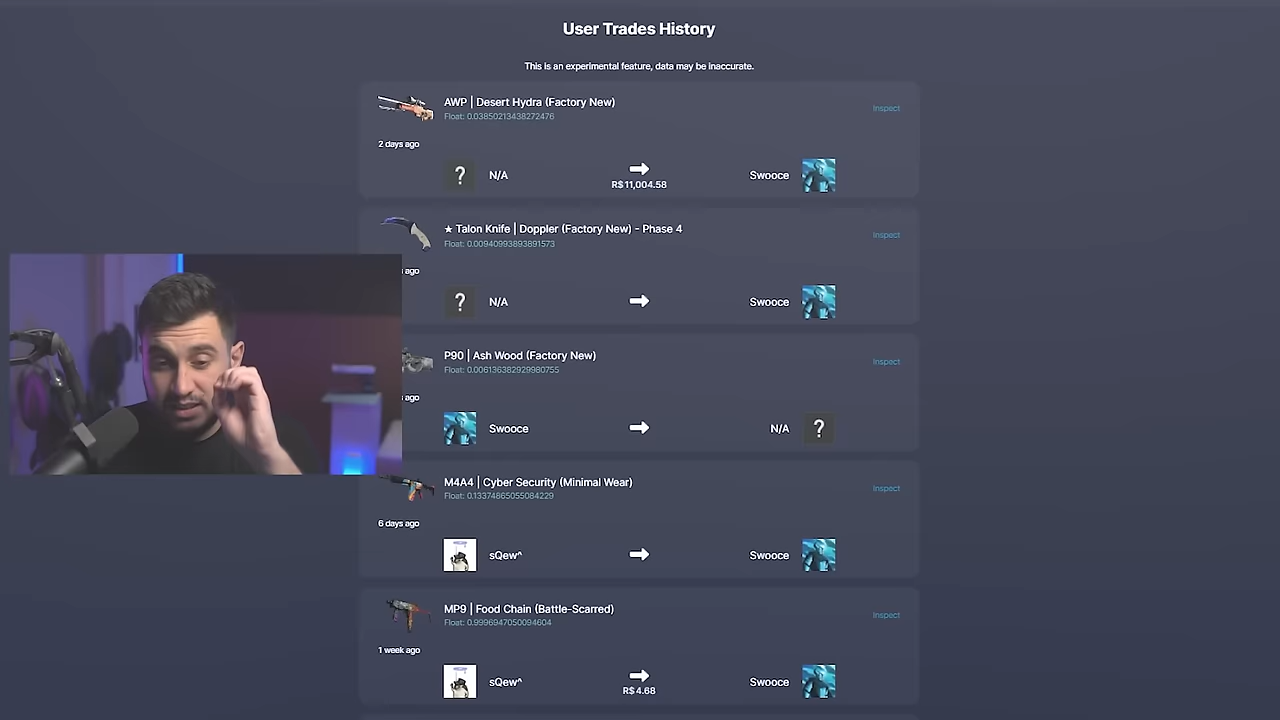 User Trades History
This is an experimental feature, data may be inaccurate.
AWP | Desert Hydra (Factory New)
Float: 0.03850213438272476
Inspect
2 days ago
? N/A
R$11,004.58
Swooce
★ Talon Knife | Doppler (Factory New) - Phase 4
Float: 0.00940993893891573
Inspect
ago
? N/A
Swooce
P90 | Ash Wood (Factory New)
Float: 0.006136382929980755
Inspect
ago
Swooce
N/A ?
M4A4 | Cyber Security (Minimal Wear)
Float: 0.13374865055084229
Inspect
6 days ago
sQew^
Swooce
MP9 | Food Chain (Battle-Scarred)
Float: 0.9996947050094604
Inspect
1 week ago
sQew^
R$4.68
Swooce